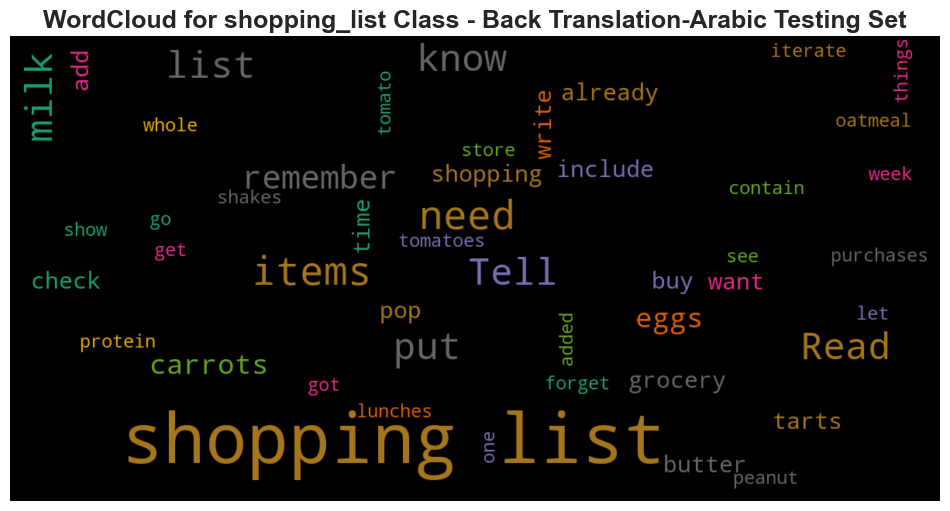 WordCloud for shopping_list Class - Back Translation-Arabic Testing Set
milk
add
list
know
iterate
things
tomato
already
write
whole
oatmeal
store
shopping
include
remember
week
contain
shakes
show
go
time
need
get
tomatoes
see
purchases
check
items
Tell
buy
want
pop
eggs
let
protein
added
put
Read
carrots
got
forget
grocery
lunches
tarts
shopping list
one
butter
peanut